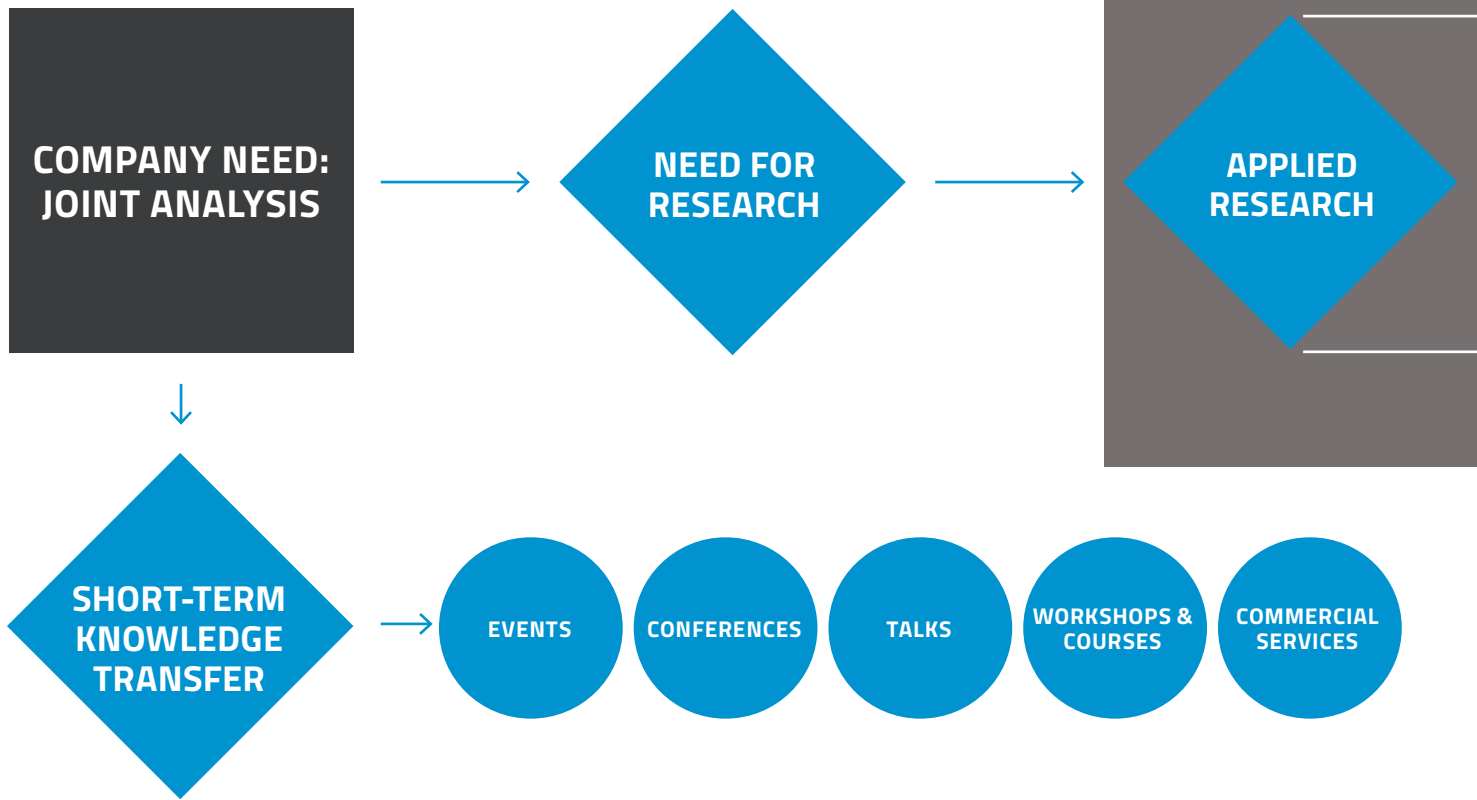 COMPANY NEED:
JOINT ANALYSIS
NEED FOR
RESEARCH
APPLIED
RESEARCH
SHORT-TERM
KNOWLEDGE
TRANSFER
EVENTS
CONFERENCES
TALKS
WORKSHOPS &
COURSES
COMMERCIAL
SERVICES